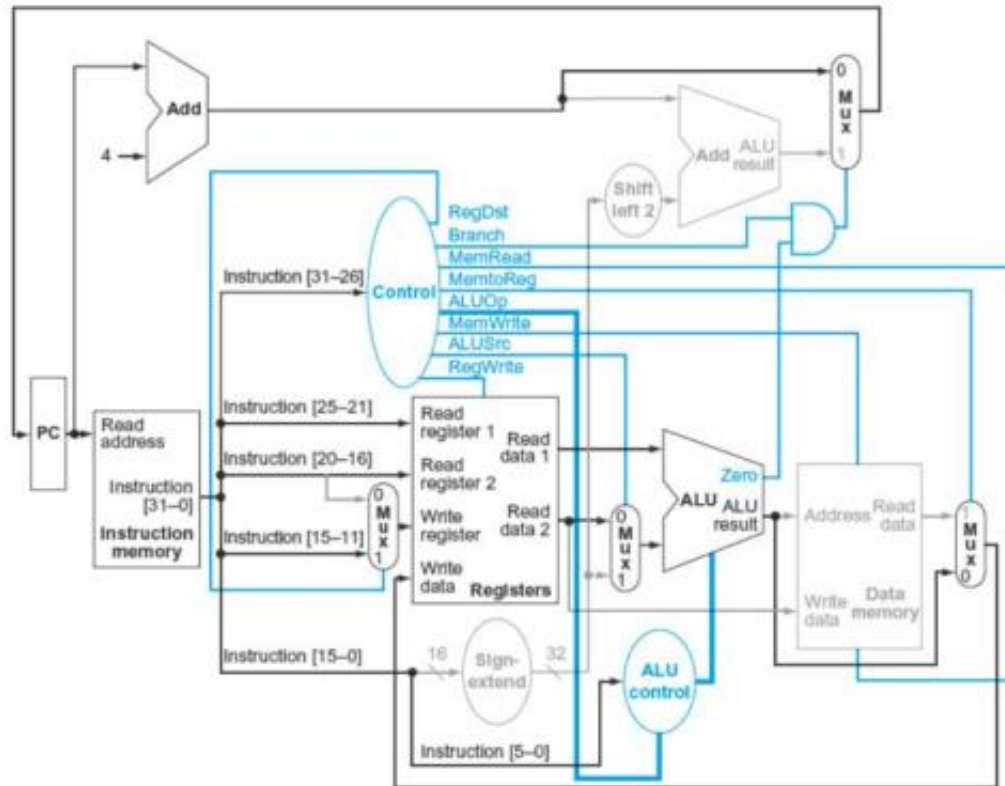 Add
4
0
M
u
x
1
Add
ALU
result
Shift
left 2
RegDst
Branch
MemRead
MemtoReg
ALUOp
MemWrite
ALUSrc
RegWrite
Control
Instruction [31–26]
PC
Read
address
Instruction
[31–0]
Instruction
memory
Instruction [25–21]
Instruction [20–16]
Instruction [15–11]
Instruction [15–0]
0
M
u
x
1
Read
register 1
Read
register 2
Write
register
Write
data
Read
data 1
Read
data 2
Registers
0
M
u
x
1
Zero
ALU
ALU
result
Address
Read
data
Write
data
Data
memory
1
M
u
x
0
16
Sign-
extend
32
ALU
control
Instruction [5–0]